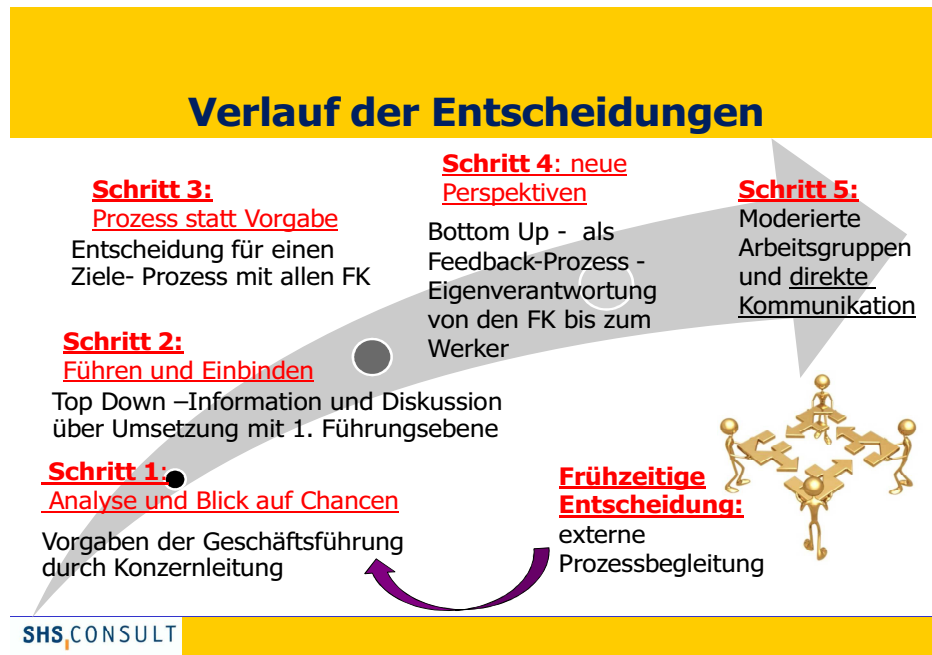 Verlauf der Entscheidungen
Schritt 1:
Analyse und Blick auf Chancen
Vorgaben der Geschäftsführung
durch Konzernleitung
Schritt 2:
Führen und Einbinden
Top Down –Information und Diskussion
über Umsetzung mit 1. Führungsebene
Schritt 3:
Prozess statt Vorgabe
Entscheidung für einen
Ziele- Prozess mit allen FK
Schritt 4: neue
Perspektiven
Bottom Up - als
Feedback-Prozess -
Eigenverantwortung
von den FK bis zum
Werker
Schritt 5:
Moderierte
Arbeitsgruppen
und direkte
Kommunikation
Frühzeitige
Entscheidung:
externe
Prozessbegleitung
SHS CONSULT